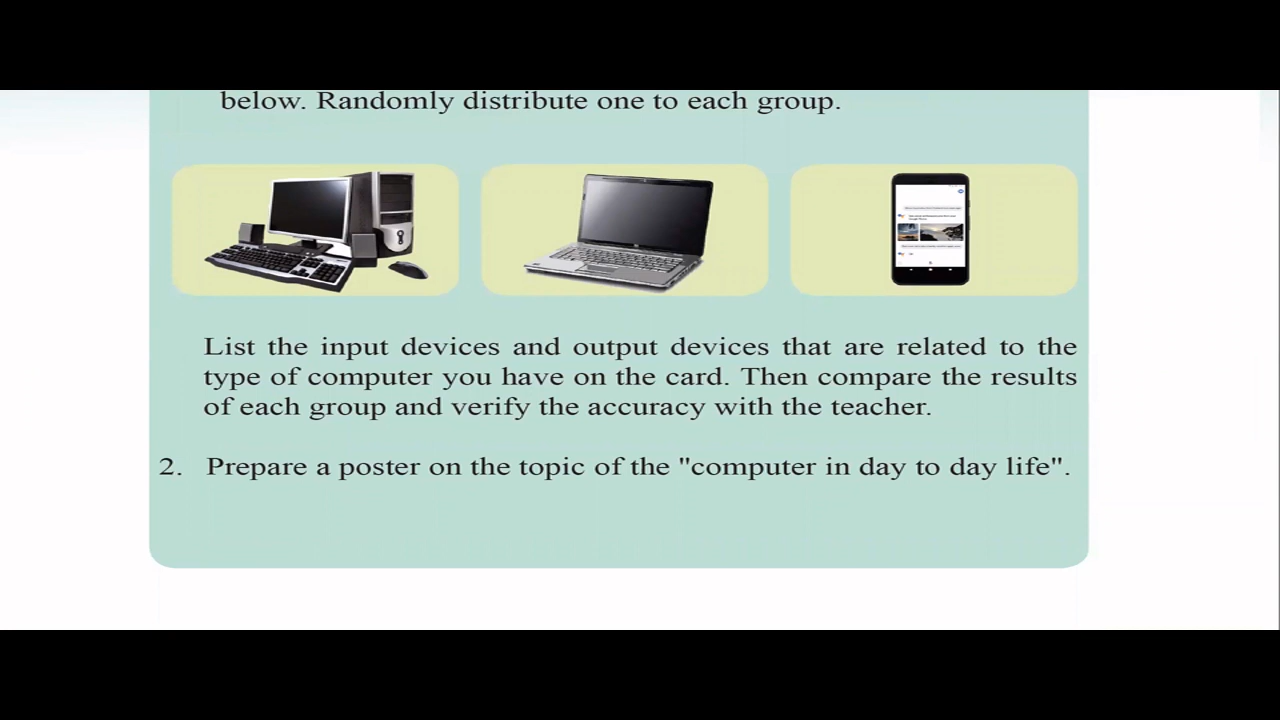 below. Randomly distribute one to each group.
List the input devices and output devices that are related to the
type of computer you have on the card. Then compare the results
of each group and verify the accuracy with the teacher.
2. Prepare a poster on the topic of the "computer in day to day life".